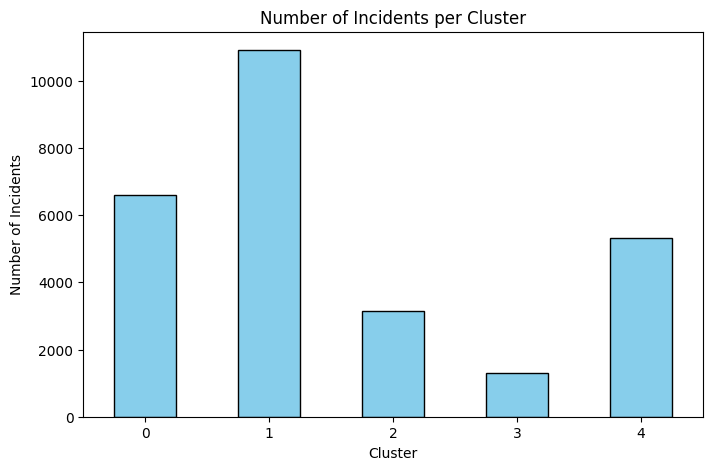 Number of Incidents per Cluster
Number of Incidents
10000
8000
6000
4000
2000
0
0 1 2 3 4
Cluster